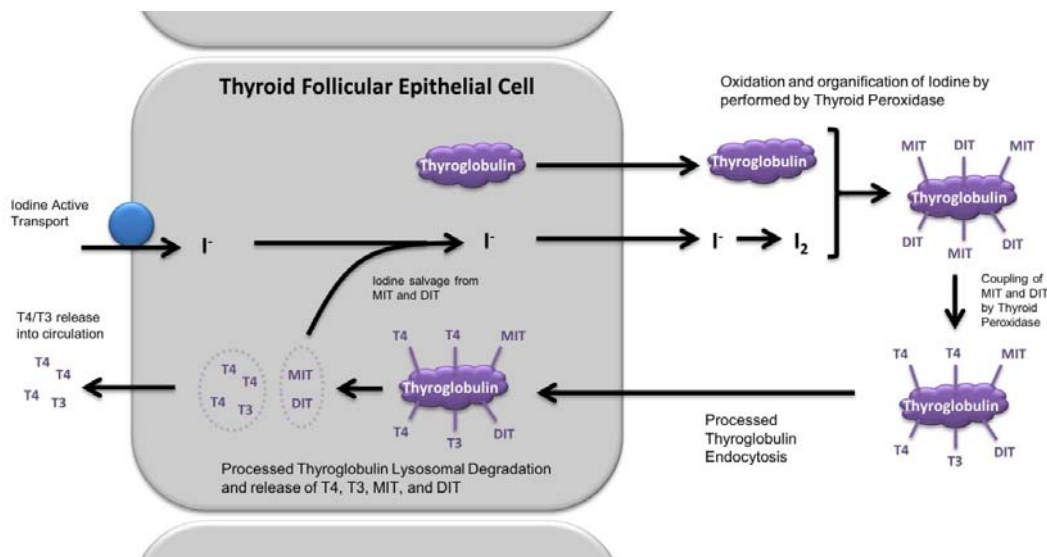 Thyroid Follicular Epithelial Cell
Oxidation and organification of Iodine by
performed by Thyroid Peroxidase
Thyroglobulin
Thyroglobulin
MIT
DIT
MIT
Thyroglobulin
DIT
MIT
DIT
Iodine Active
Transport
I-
I-
I-
I2
Iodine salvage from
MIT and DIT
Coupling of
MIT and DIT
by Thyroid
Peroxidase
T4/T3 release
into circulation
T4
T4
T4
T3
T4
T4
T4
T3
MIT
DIT
T4
T4
MIT
Thyroglobulin
T4
T3
DIT
T4
T4
MIT
Thyroglobulin
T4
T3
DIT
Processed
Thyroglobulin
Endocytosis
Processed Thyroglobulin Lysosomal Degradation
and release of T4, T3, MIT, and DIT